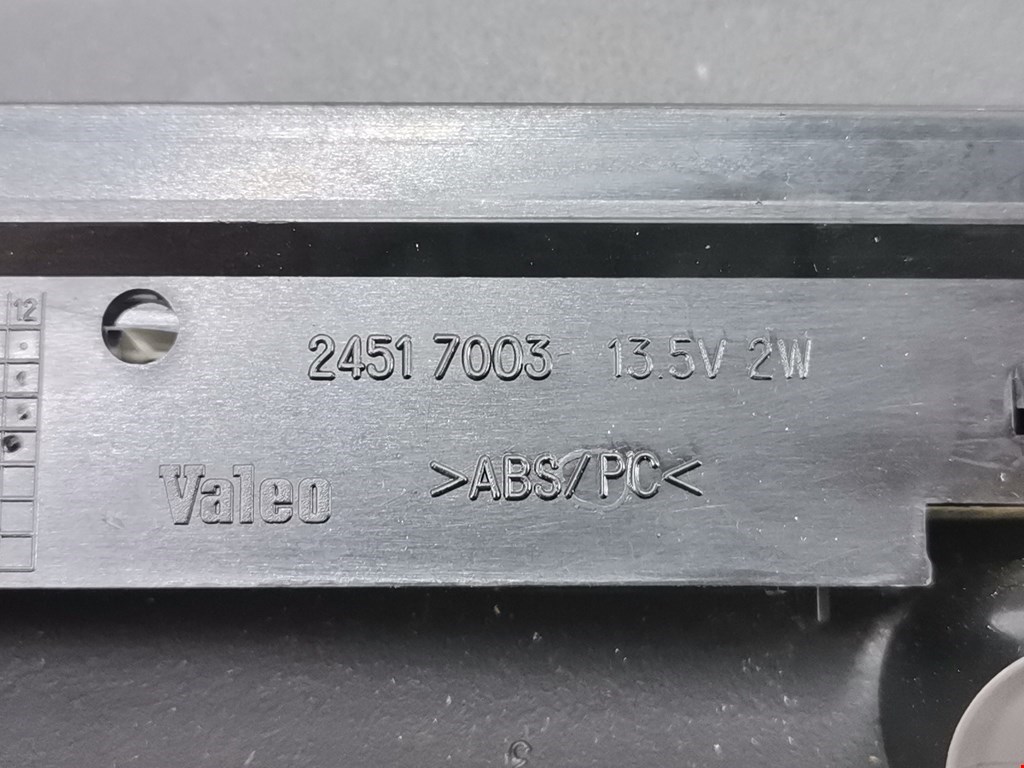 12
2451 7003 13.5V 2W
>ABS/PC<
Valeo